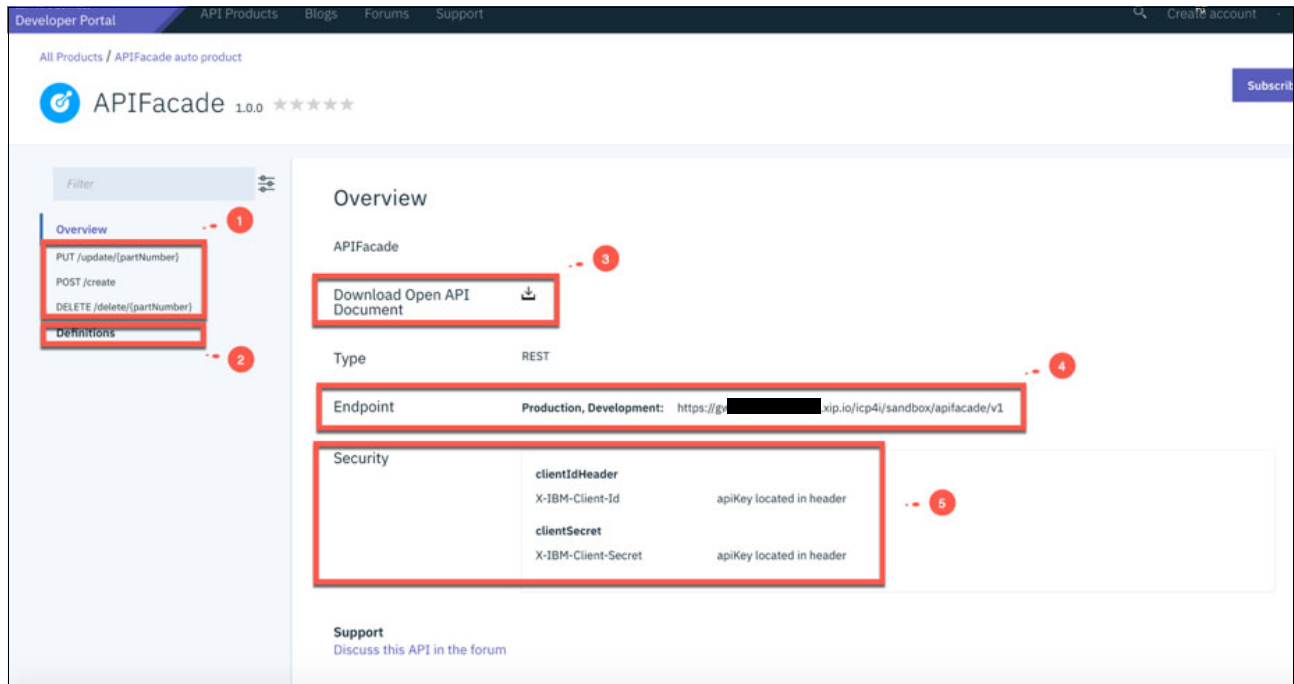 Developer Portal
API Products Blogs Forums Support
Create account
All Products / APIFacade auto product
APIFacade 1.0.0
Subscrib
Filter
Overview
1
PUT /update/{partNumber}
POST /create
DELETE /delete/{partNumber}
Definitions
2
Overview
APIFacade
3
Download Open API
Document
Type REST
4
Endpoint Production, Development: https://gw .xip.io/icp4i/sandbox/apifacade/v1
Security
clientIdHeader
X-IBM-Client-Id apiKey located in header
5
clientSecret
X-IBM-Client-Secret apiKey located in header
Support
Discuss this API in the forum